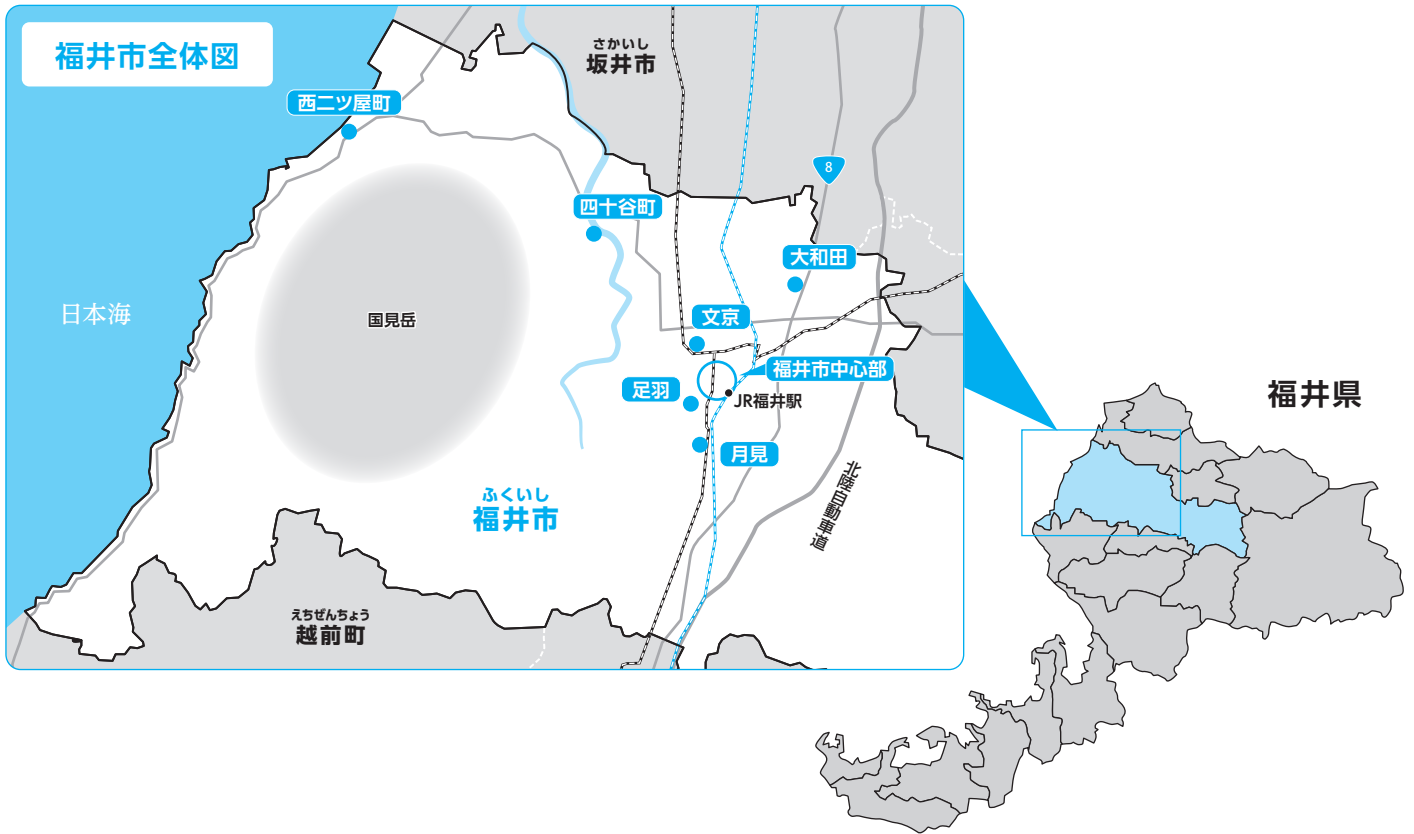 福井市全体図
さかいし
坂井市
西二ツ屋町
8
四十谷町
大和田
日本海
国見岳
文京
福井市中心部
足羽
JR福井駅
月見
福井県
北陸自動車道
ふくいし
福井市
えちぜんちょう
越前町